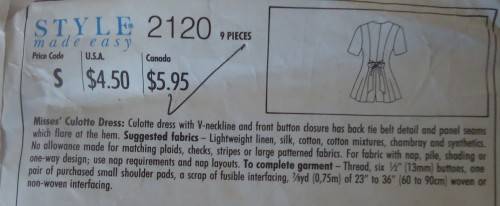 STYLE® 2120 9 PIECES
made easy
Price Code U.S.A. Canada
S $4.50 $5.95
Misses' Culotte Dress: Culotte dress with V-neckline and front button closure has back tie belt detail and panel seams
which flare at the hem. Suggested fabrics – Lightweight linen, silk, cotton, cotton mixtures, chambray and synthetics.
No allowance made for matching plaids, checks, stripes or large patterned fabrics. For fabric with nap, pile, shading or
one-way design; use nap requirements and nap layouts. To complete garment – Thread, six ½" (13mm) buttons, one
pair of purchased small shoulder pads, a scrap of fusible interfacing, ⅞yd (0,75m) of 23" to 36" (60 to 90cm) woven or
non-woven interfacing.